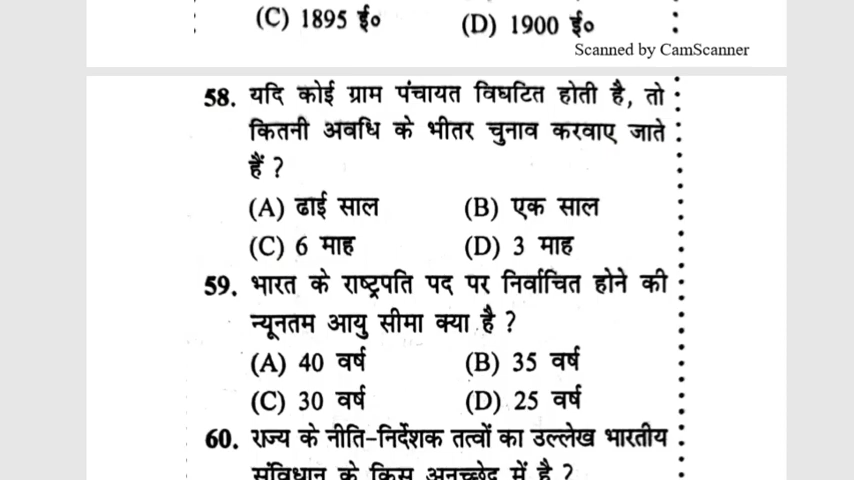 (C) 1895 ई० (D) 1900 ई०
Scanned by CamScanner
58. यदि कोई ग्राम पंचायत विघटित होती है, तो
कितनी अवधि के भीतर चुनाव करवाए जाते
हैं ?
(A) ढाई साल (B) एक साल
(C) 6 माह (D) 3 माह
59. भारत के राष्ट्रपति पद पर निर्वाचित होने की
न्यूनतम आयु सीमा क्या है ?
(A) 40 वर्ष (B) 35 वर्ष
(C) 30 वर्ष (D) 25 वर्ष
60. राज्य के नीति-निर्देशक तत्वों का उल्लेख भारतीय
संविधान के किस अनुच्छेद में है ?